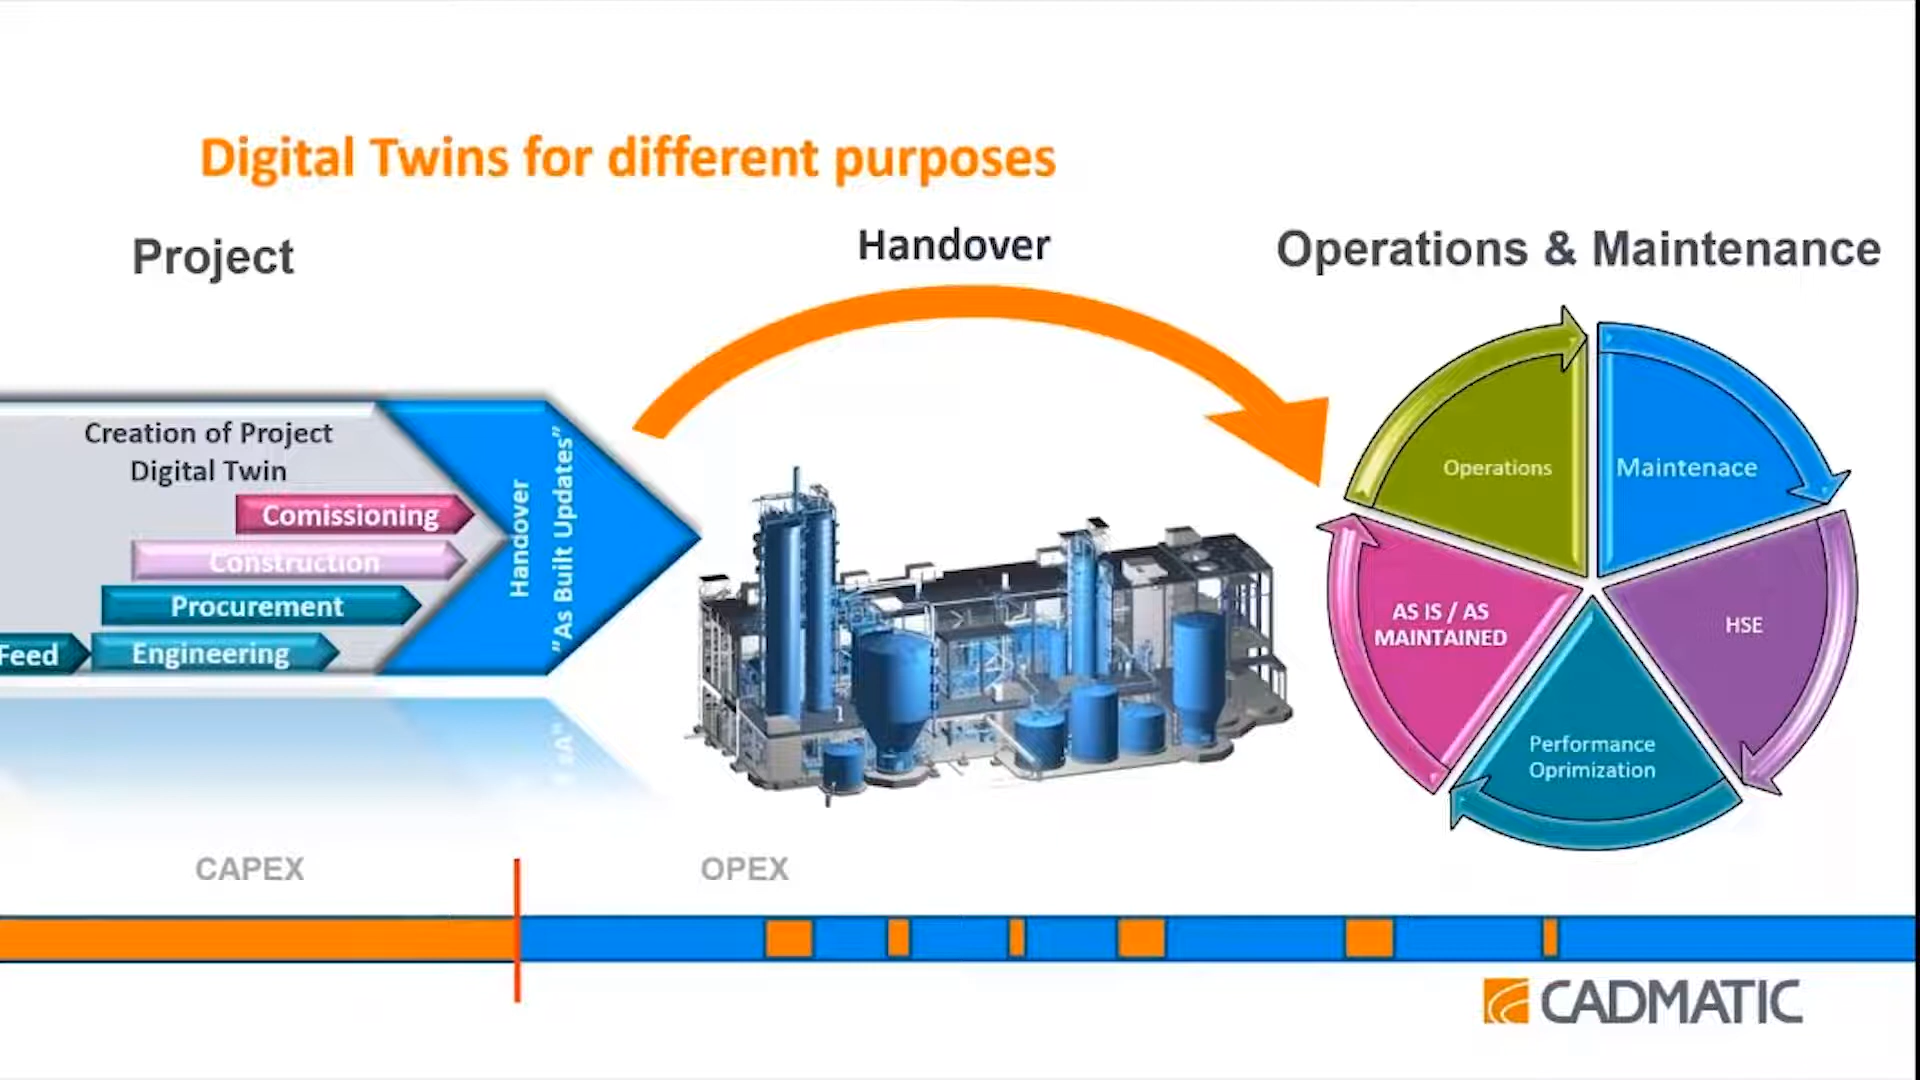 Digital Twins for different purposes
Project
Handover
Operations & Maintenance
Creation of Project
Digital Twin
Comissioning
Construction
Procurement
Feed
Engineering
Handover
"As Built Updates"
Operations
Maintenace
AS IS / AS
MAINTAINED
HSE
Performance
Oprimization
CAPEX
OPEX
CADMATIC